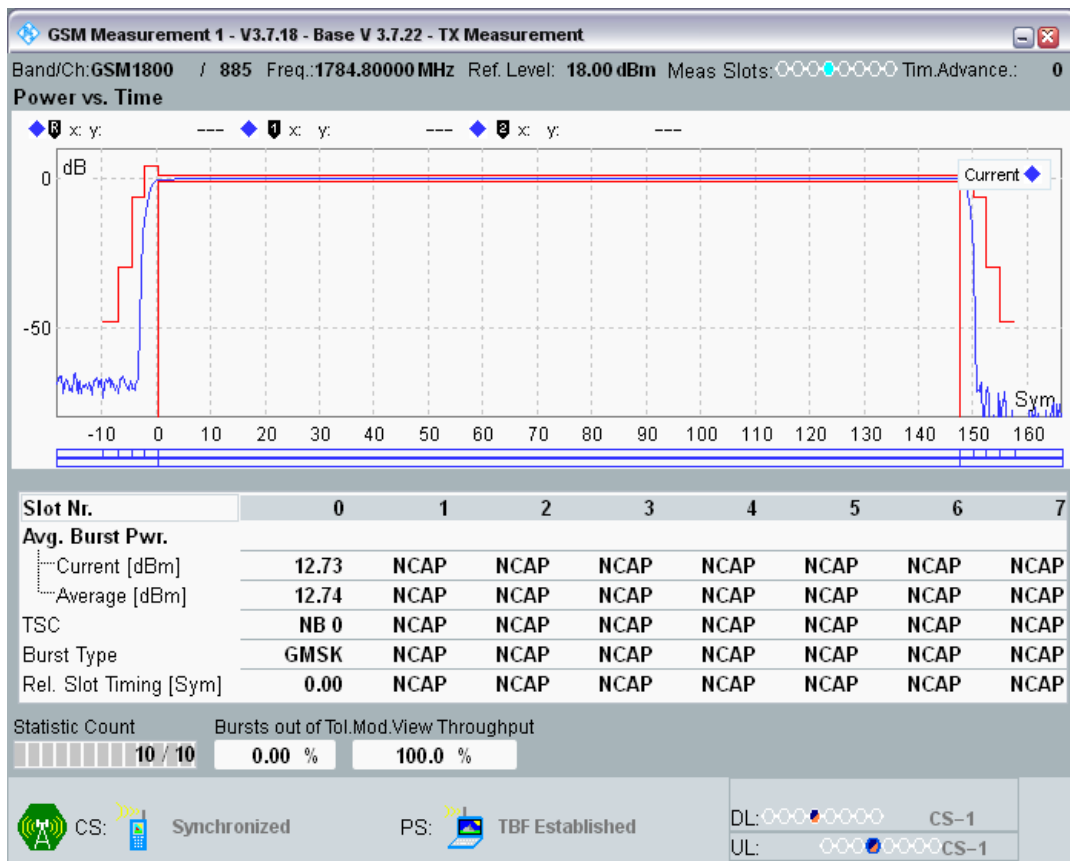 GSM Measurement 1 - V3.7.18 - Base V 3.7.22 - TX Measurement
Band/Ch:GSM1800 / 885 Freq.:1784.80000 MHz Ref. Level: 18.00 dBm Meas Slots: Tim.Advance.: 0
Power vs. Time
R x: y: --- 1 x: y: --- 2 x: y: ---
dB
Current
0
-50
Sym
-10 0 10 20 30 40 50 60 70 80 90 100 110 120 130 140 150 160
Slot Nr. 0 1 2 3 4 5 6 7
Avg. Burst Pwr.
Current [dBm] 12.73 NCAP NCAP NCAP NCAP NCAP NCAP NCAP
Average [dBm] 12.74 NCAP NCAP NCAP NCAP NCAP NCAP NCAP
TSC NB 0 NCAP NCAP NCAP NCAP NCAP NCAP NCAP
Burst Type GMSK NCAP NCAP NCAP NCAP NCAP NCAP NCAP
Rel. Slot Timing [Sym] 0.00 NCAP NCAP NCAP NCAP NCAP NCAP NCAP
Statistic Count Bursts out of Tol. Mod.View Throughput
10 / 10 0.00 % 100.0 %
CS: Synchronized PS: TBF Established
DL: CS-1
UL: CS-1